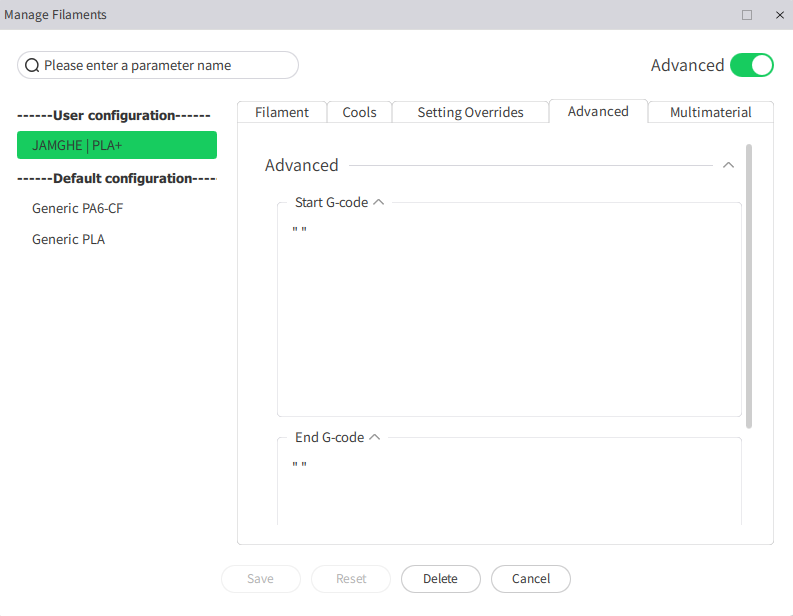 Manage Filaments
Please enter a parameter name
Advanced
------User configuration------
JAMGHE | PLA+
------Default configuration----
Generic PA6-CF
Generic PLA
Filament
Cools
Setting Overrides
Advanced
Multimaterial
Advanced
Start G-code
" "
End G-code
" "
Save
Reset
Delete
Cancel